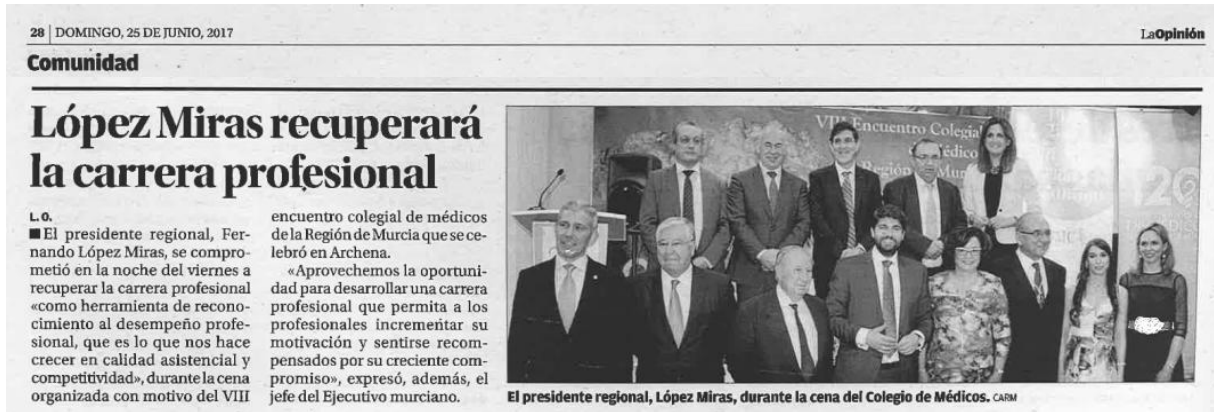 28 | DOMINGO, 25 DE JUNIO, 2017
LaOpinión
Comunidad
López Miras recuperará
la carrera profesional
L. O.
■ El presidente regional, Fer-
nando López Miras, se compro-
metió en la noche del viernes a
recuperar la carrera profesional
«como herramienta de recono-
cimiento al desempeño profe-
sional, que es lo que nos hace
crecer en calidad asistencial y
competitividad», durante la cena
organizada con motivo del VIII
encuentro colegial de médicos
de la Región de Murcia que se ce-
lebró en Archena.
«Aprovechemos la oportuni-
dad para desarrollar una carrera
profesional que permita a los
profesionales incrementar su
motivación y sentirse recom-
pensados por su creciente com-
promiso», expresó, además, el
jefe del Ejecutivo murciano.
VIII Encuentro Colegial
Médico
Región Mur
El presidente regional, López Miras, durante la cena del Colegio de Médicos. CARM